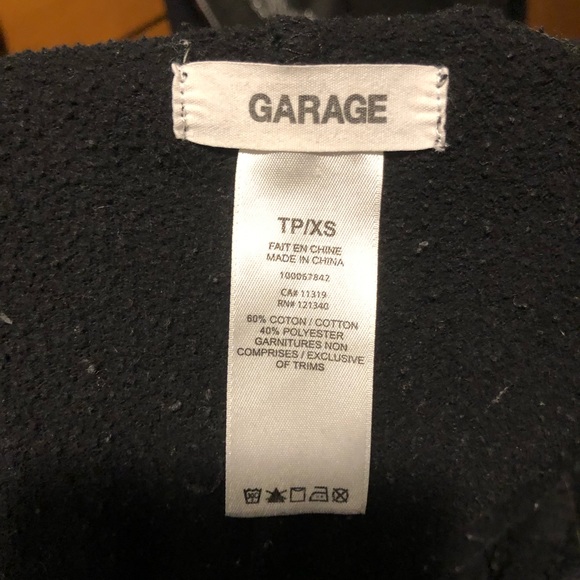 GARAGE
TP/XS
FAIT EN CHINE
MADE IN CHINA
100067842
CA# 11319
RN# 121340
60% COTON / COTTON
40% POLYESTER
GARNITURES NON
COMPRISES / EXCLUSIVE
OF TRIMS